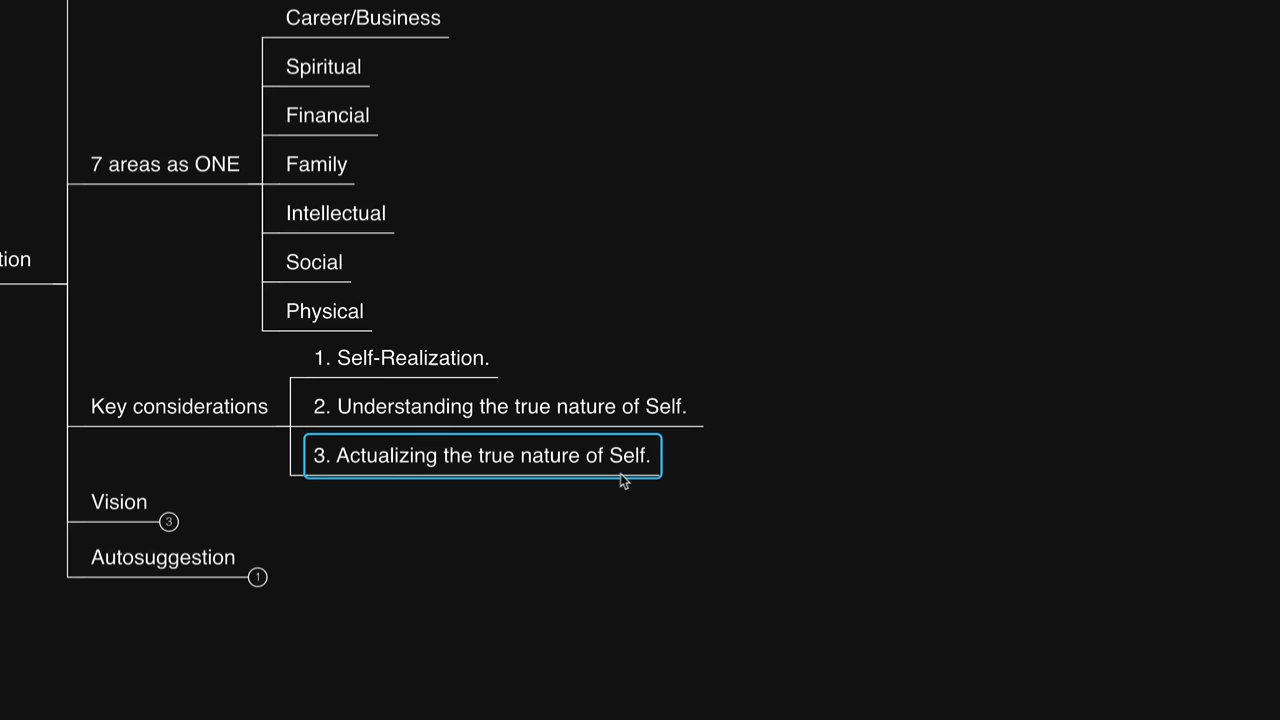 Career/Business
Spiritual
Financial
7 areas as ONE
Family
Intellectual
tion
Social
Physical
1. Self-Realization.
Key considerations
2. Understanding the true nature of Self.
3. Actualizing the true nature of Self.
Vision
3
Autosuggestion
1